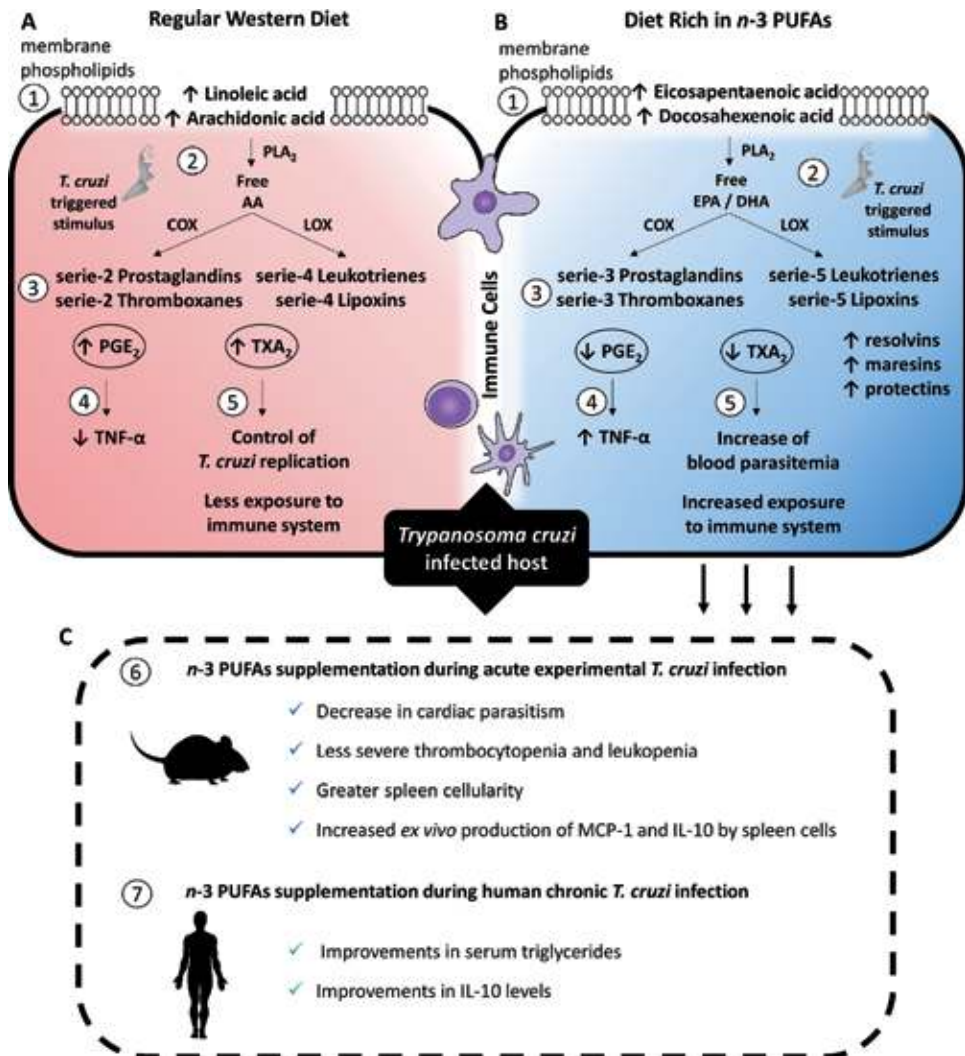 A
Regular Western Diet
membrane
phospholipids
1
↑ Linoleic acid
↑ Arachidonic acid
2
PLA₂
T. cruzi
triggered
stimulus
Free
AA
COX
LOX
3
serie-2 Prostaglandins
serie-2 Thromboxanes
serie-4 Leukotrienes
serie-4 Lipoxins
↑ PGE₂
↑ TXA₂
4
5
↓ TNF-α
Control of
T. cruzi replication
Less exposure to
immune system
Immune Cells
Trypanosoma cruzi
infected host
B
Diet Rich in n-3 PUFAs
membrane
phospholipids
1
↑ Eicosapentaenoic acid
↑ Docosahexenoic acid
PLA₂
2
Free
EPA / DHA
T. cruzi
triggered
stimulus
COX
LOX
3
serie-3 Prostaglandins
serie-3 Thromboxanes
serie-5 Leukotrienes
serie-5 Lipoxins
↓ PGE₂
↓ TXA₂
↑ resolvins
↑ maresins
↑ protectins
4
5
↑ TNF-α
Increase of
blood parasitemia
Increased exposure
to immune system
C
6 n-3 PUFAs supplementation during acute experimental T. cruzi infection
✓ Decrease in cardiac parasitism
✓ Less severe thrombocytopenia and leukopenia
✓ Greater spleen cellularity
✓ Increased ex vivo production of MCP-1 and IL-10 by spleen cells
7 n-3 PUFAs supplementation during human chronic T. cruzi infection
✓ Improvements in serum triglycerides
✓ Improvements in IL-10 levels